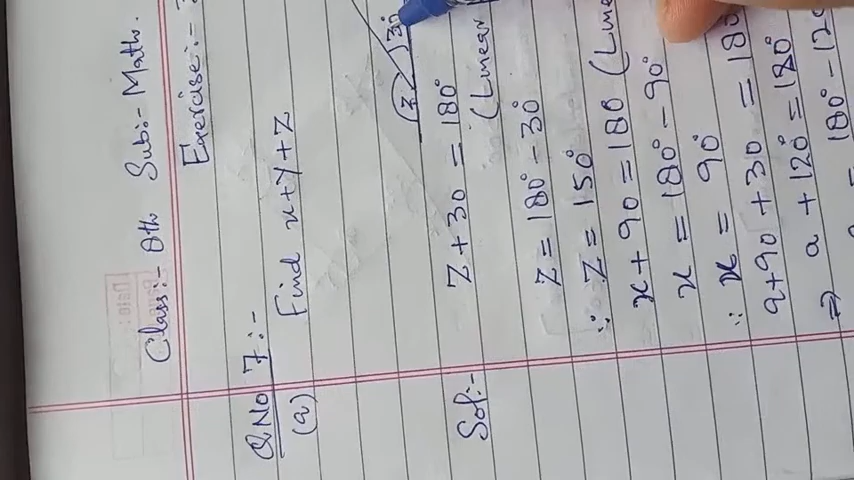 Class:- 8th Sub:- Math.
Exercise:-
Q.No 7:-
(a) Find x+y+z
z 30°
Sol:- Z+30 = 180°
(Linear
Z = 180° - 30°
∵ Z = 150°
x + 90 = 180 (Line
x = 180° - 90°
∵ x = 90°
a+90 + 30 = 180
⇒ a + 120° = 180°
180° - 120